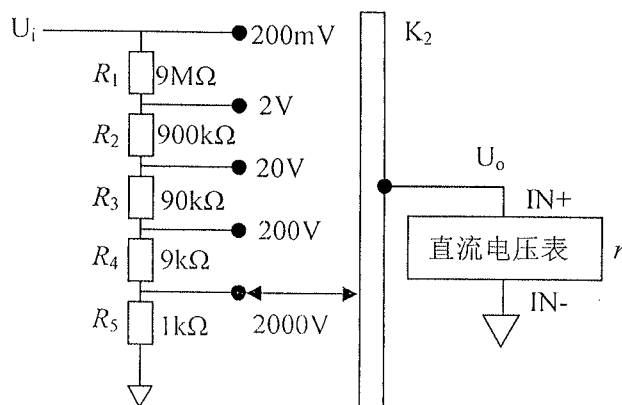 Ui
200mV
K2
R1 9MΩ
2V
R2 900kΩ
20V
Uo
R3 90kΩ
IN+
200V
直流电压表 r
R4 9kΩ
IN-
2000V
R5 1kΩ